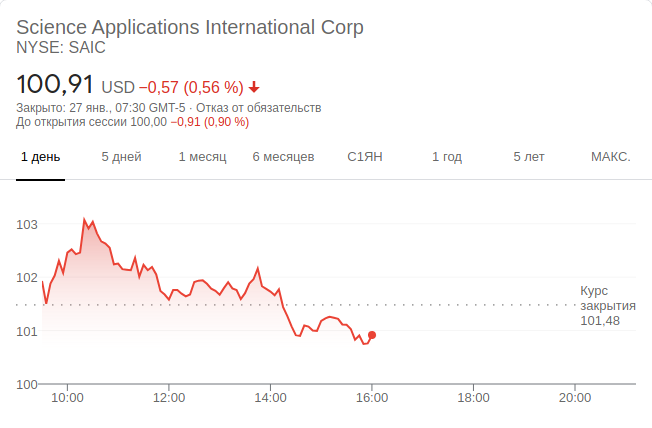 Science Applications International Corp
NYSE: SAIC
100,91 USD −0,57 (0,56 %)
Закрыто: 27 янв., 07:30 GMT-5 · Отказ от обязательств
До открытия сессии 100,00 −0,91 (0,90 %)
1 день 5 дней 1 месяц 6 месяцев С1ЯН 1 год 5 лет МАКС.
103
102
Курс
закрытия
101,48
101
100
10:00 12:00 14:00 16:00 18:00 20:00